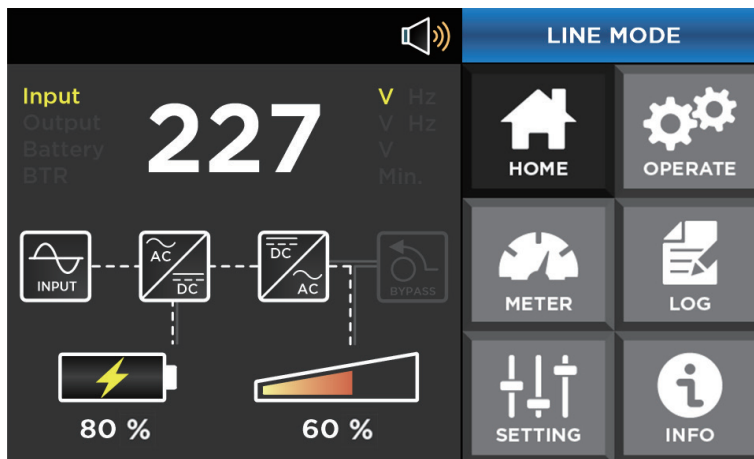 LINE MODE
Input V Hz
Output V Hz
Battery V
BTR Min.
227
HOME
OPERATE
INPUT
AC
DC
DC
AC
BYPASS
METER
LOG
80 %
60 %
SETTING
INFO